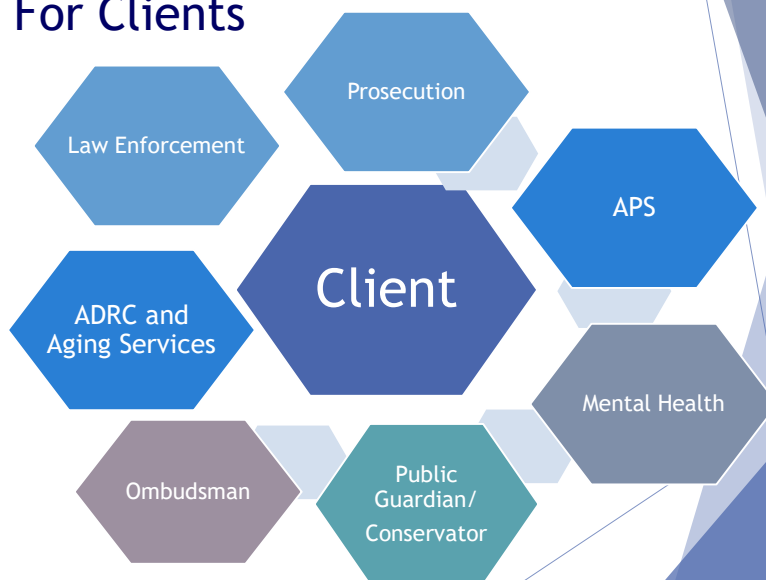 For Clients
Prosecution
Law Enforcement
APS
Client
ADRC and
Aging Services
Mental Health
Ombudsman
Public
Guardian/
Conservator